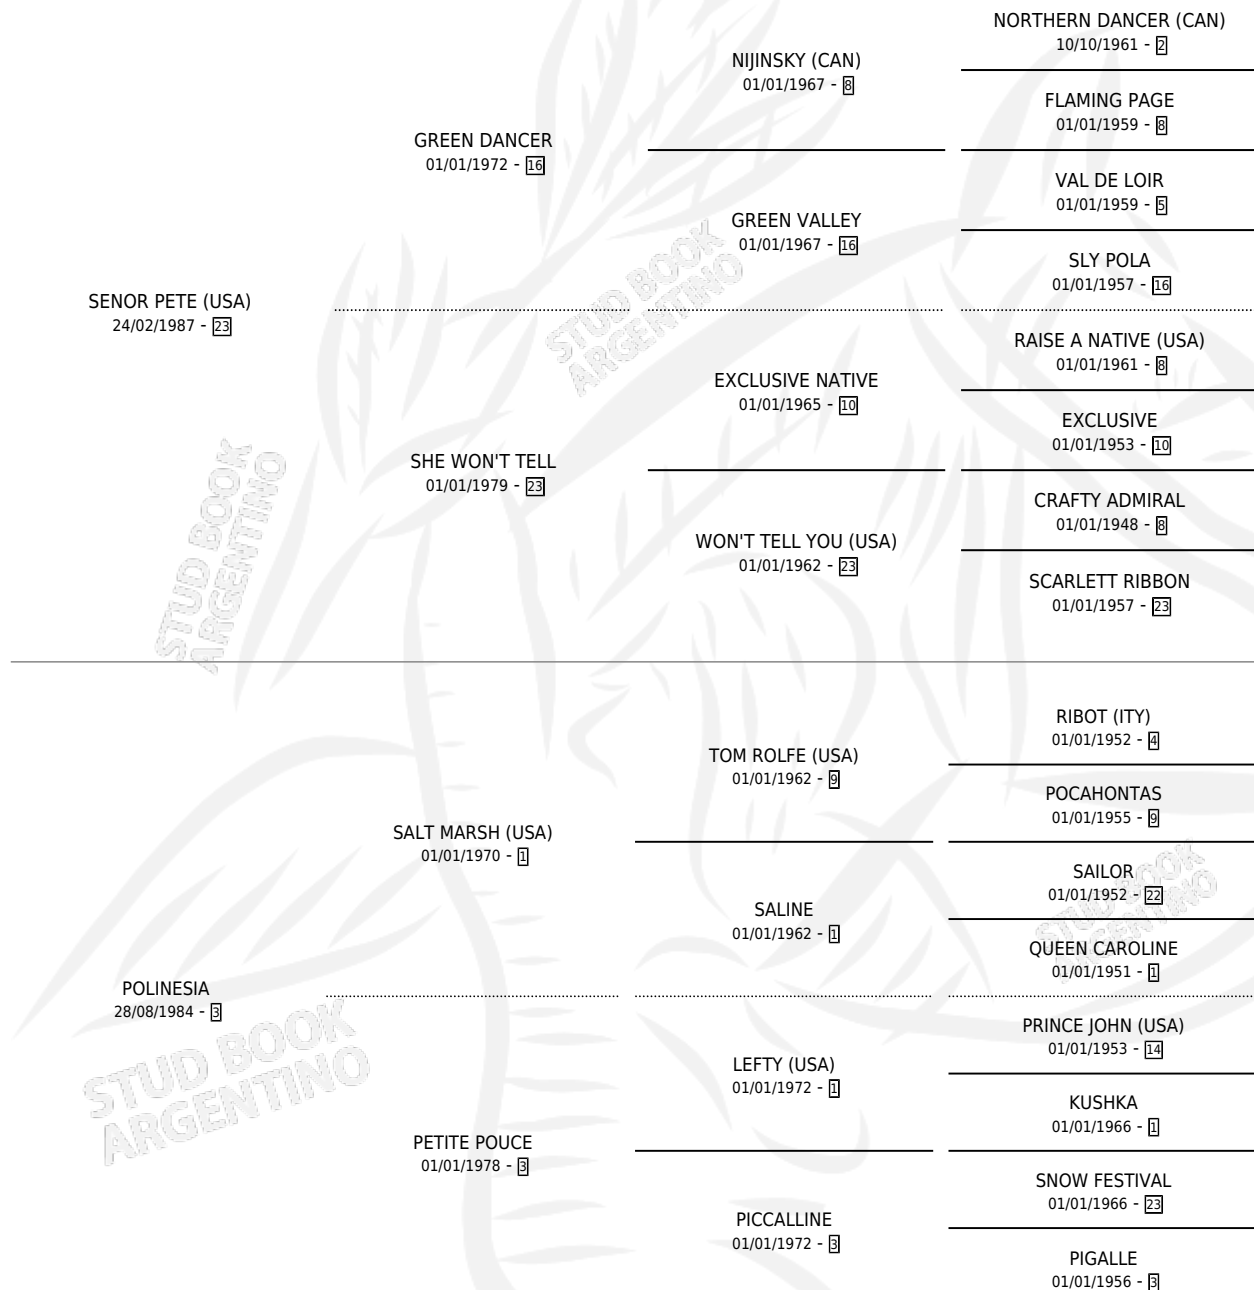 NORTHERN DANCER (CAN)
10/10/1961 - 2
NIJINSKY (CAN)
01/01/1967 - 8
FLAMING PAGE
01/01/1959 - 8
GREEN DANCER
01/01/1972 - 16
VAL DE LOIR
01/01/1959 - 5
GREEN VALLEY
01/01/1967 - 16
SLY POLA
01/01/1957 - 16
SENOR PETE (USA)
24/02/1987 - 23
RAISE A NATIVE (USA)
01/01/1961 - 8
EXCLUSIVE NATIVE
01/01/1965 - 10
EXCLUSIVE
01/01/1953 - 10
SHE WON'T TELL
01/01/1979 - 23
CRAFTY ADMIRAL
01/01/1948 - 8
WON'T TELL YOU (USA)
01/01/1962 - 23
SCARLETT RIBBON
01/01/1957 - 23
RIBOT (ITY)
01/01/1952 - 4
TOM ROLFE (USA)
01/01/1962 - 9
POCAHONTAS
01/01/1955 - 9
SALT MARSH (USA)
01/01/1970 - 1
SAILOR
01/01/1952 - 22
SALINE
01/01/1962 - 1
QUEEN CAROLINE
01/01/1951 - 1
POLINESIA
28/08/1984 - 3
PRINCE JOHN (USA)
01/01/1953 - 14
LEFTY (USA)
01/01/1972 - 1
KUSHKA
01/01/1966 - 1
PETITE POUCE
01/01/1978 - 3
SNOW FESTIVAL
01/01/1966 - 23
PICCALLINE
01/01/1972 - 3
PIGALLE
01/01/1956 - 3
STUD BOOK
ARGENTINO
STUD BOOK
ARGENTINO
STUD BOOK
ARGENTINO
STUD BOOK
ARGENTINO